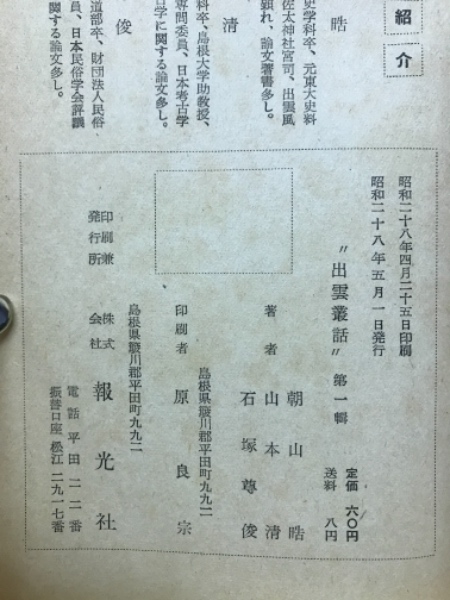 紹介
晧
史学科卒、元東大史料
佐太神社宮司、出雲風
顕れ、論文著書多し。
清
科卒、島根大学助教授、
専門委員、日本考古学
古学に関する論文多し。
俊
道部卒、財団法人民俗
員、日本民俗学会評議
関する論文多し。
昭和二十八年四月二十五日印刷
昭和二十八年五月一日発行
〃出雲叢話〃 第一輯
定価 六〇円
送料 八円
著者
朝山晧
山本清
石塚尊俊
島根県簸川郡平田町九九二
印刷者 原良宗
島根県簸川郡平田町九九二
印刷兼発行所
株式会社 報光社
電話 平田 一二番
振替口座 松江 二九一七番